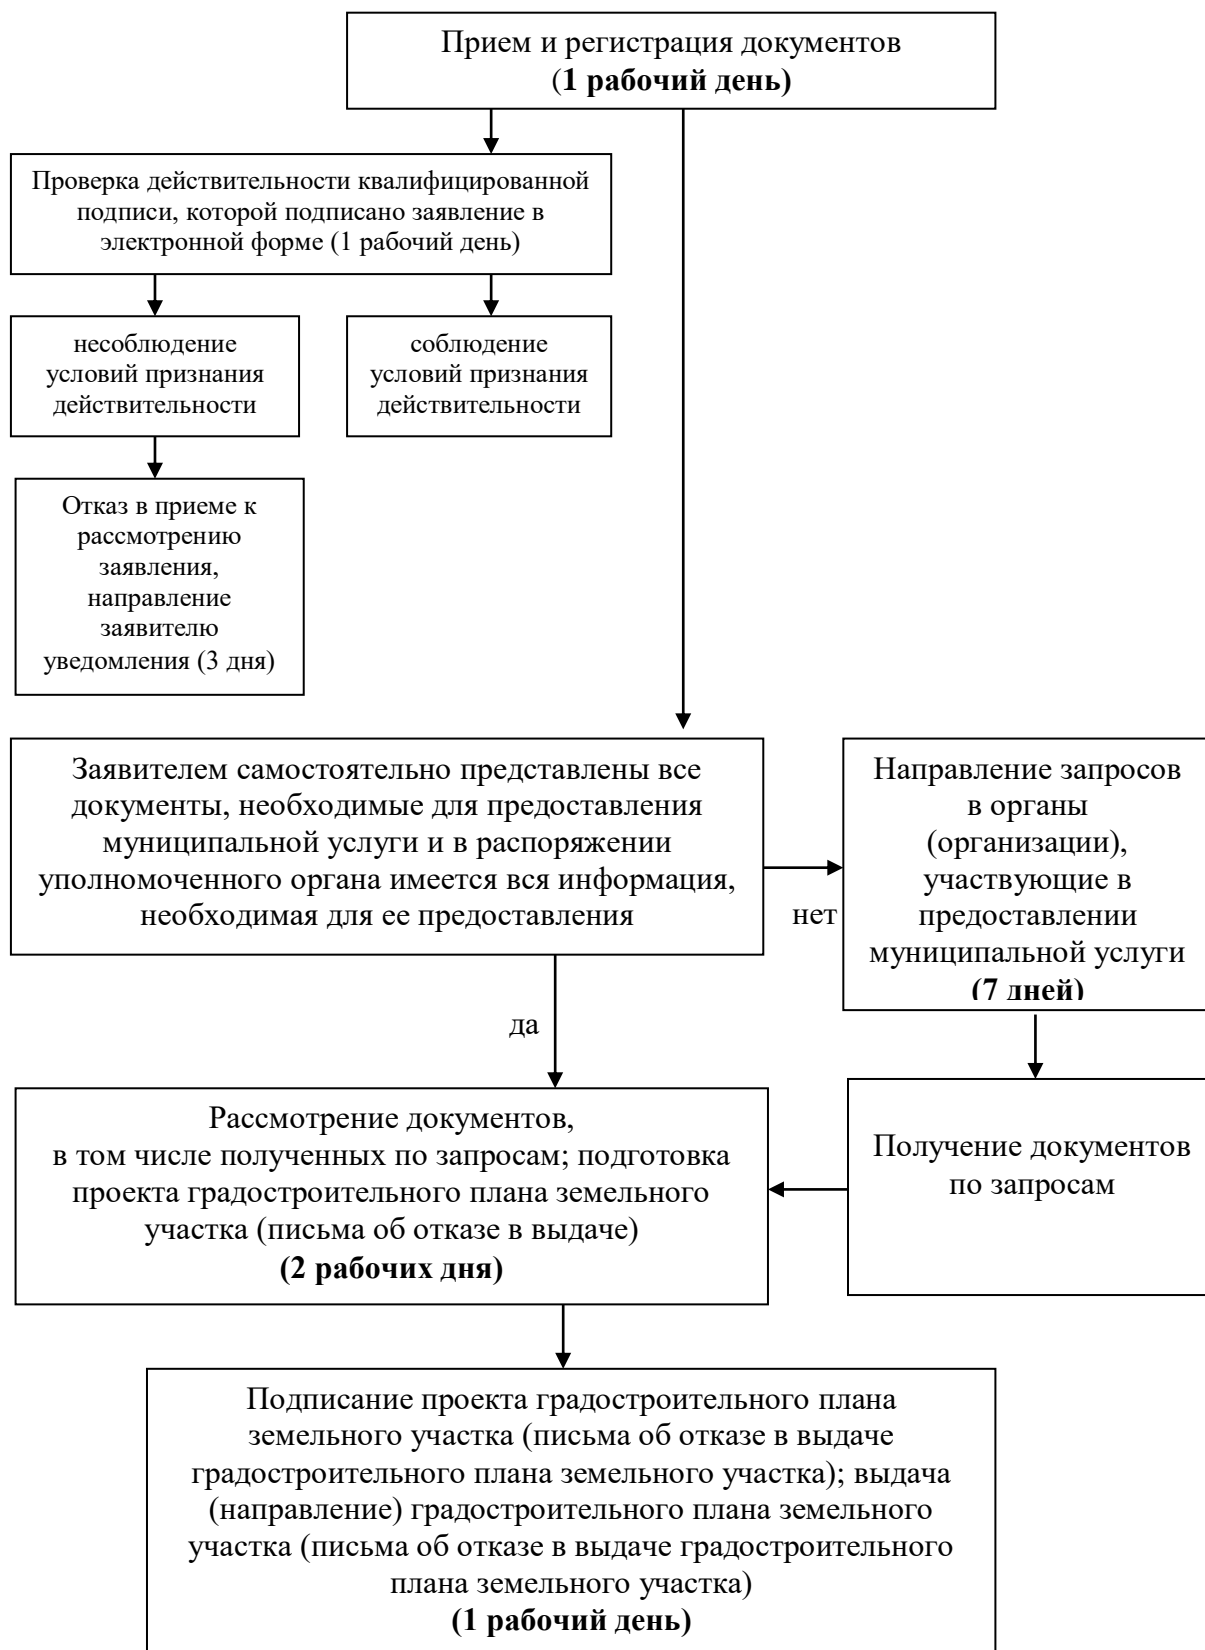 Прием и регистрация документов
(1 рабочий день)
Проверка действительности квалифицированной
подписи, которой подписано заявление в
электронной форме (1 рабочий день)
несоблюдение
условий признания
действительности
соблюдение
условий признания
действительности
Отказ в приеме к
рассмотрению
заявления,
направление
заявителю
уведомления (3 дня)
Заявителем самостоятельно представлены все
документы, необходимые для предоставления
муниципальной услуги и в распоряжении
уполномоченного органа имеется вся информация,
необходимая для ее предоставления
нет
Направление запросов
в органы
(организации),
участвующие в
предоставлении
муниципальной услуги
(7 дней)
да
Рассмотрение документов,
в том числе полученных по запросам; подготовка
проекта градостроительного плана земельного
участка (письма об отказе в выдаче)
(2 рабочих дня)
Получение документов
по запросам
Подписание проекта градостроительного плана
земельного участка (письма об отказе в выдаче
градостроительного плана земельного участка); выдача
(направление) градостроительного плана земельного
участка (письма об отказе в выдаче градостроительного
плана земельного участка)
(1 рабочий день)